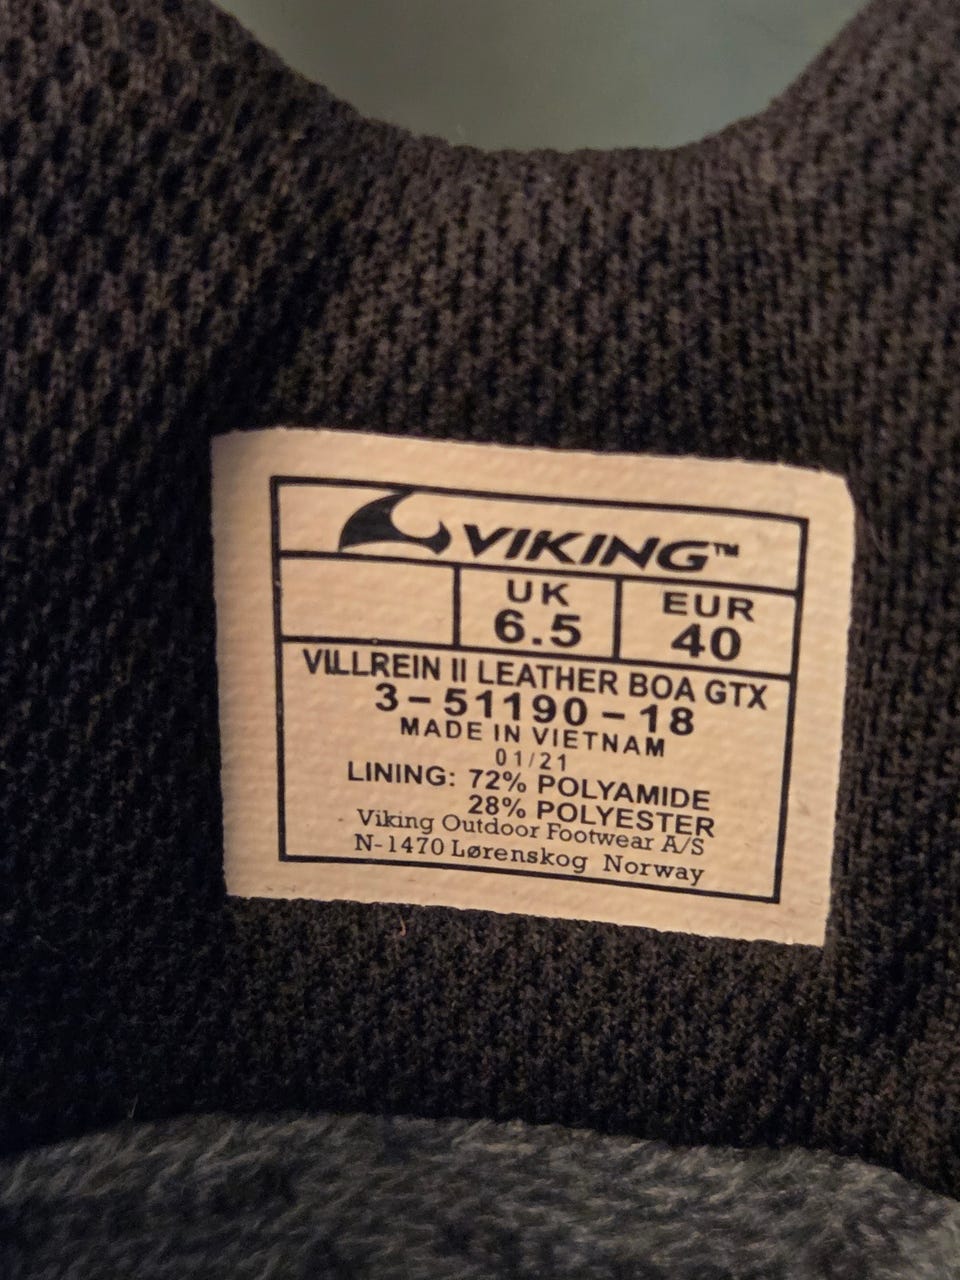 VIKING™
UK
6.5
EUR
40
VILLREIN II LEATHER BOA GTX
3-51190-18
MADE IN VIETNAM
01/21
LINING: 72% POLYAMIDE
28% POLYESTER
Viking Outdoor Footwear A/S
N-1470 Lørenskog Norway